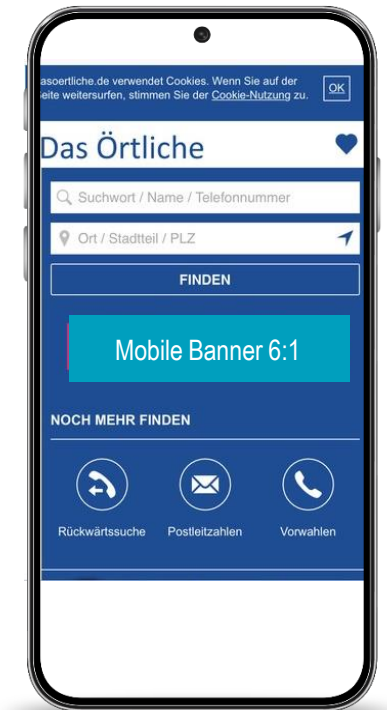 asoertliche.de verwendet Cookies. Wenn Sie auf der
Seite weitersurfen, stimmen Sie der Cookie-Nutzung zu.
OK
Das Örtliche
Suchwort / Name / Telefonnummer
Ort / Stadtteil / PLZ
FINDEN
Mobile Banner 6:1
NOCH MEHR FINDEN
Rückwärtssuche Postleitzahlen Vorwahlen